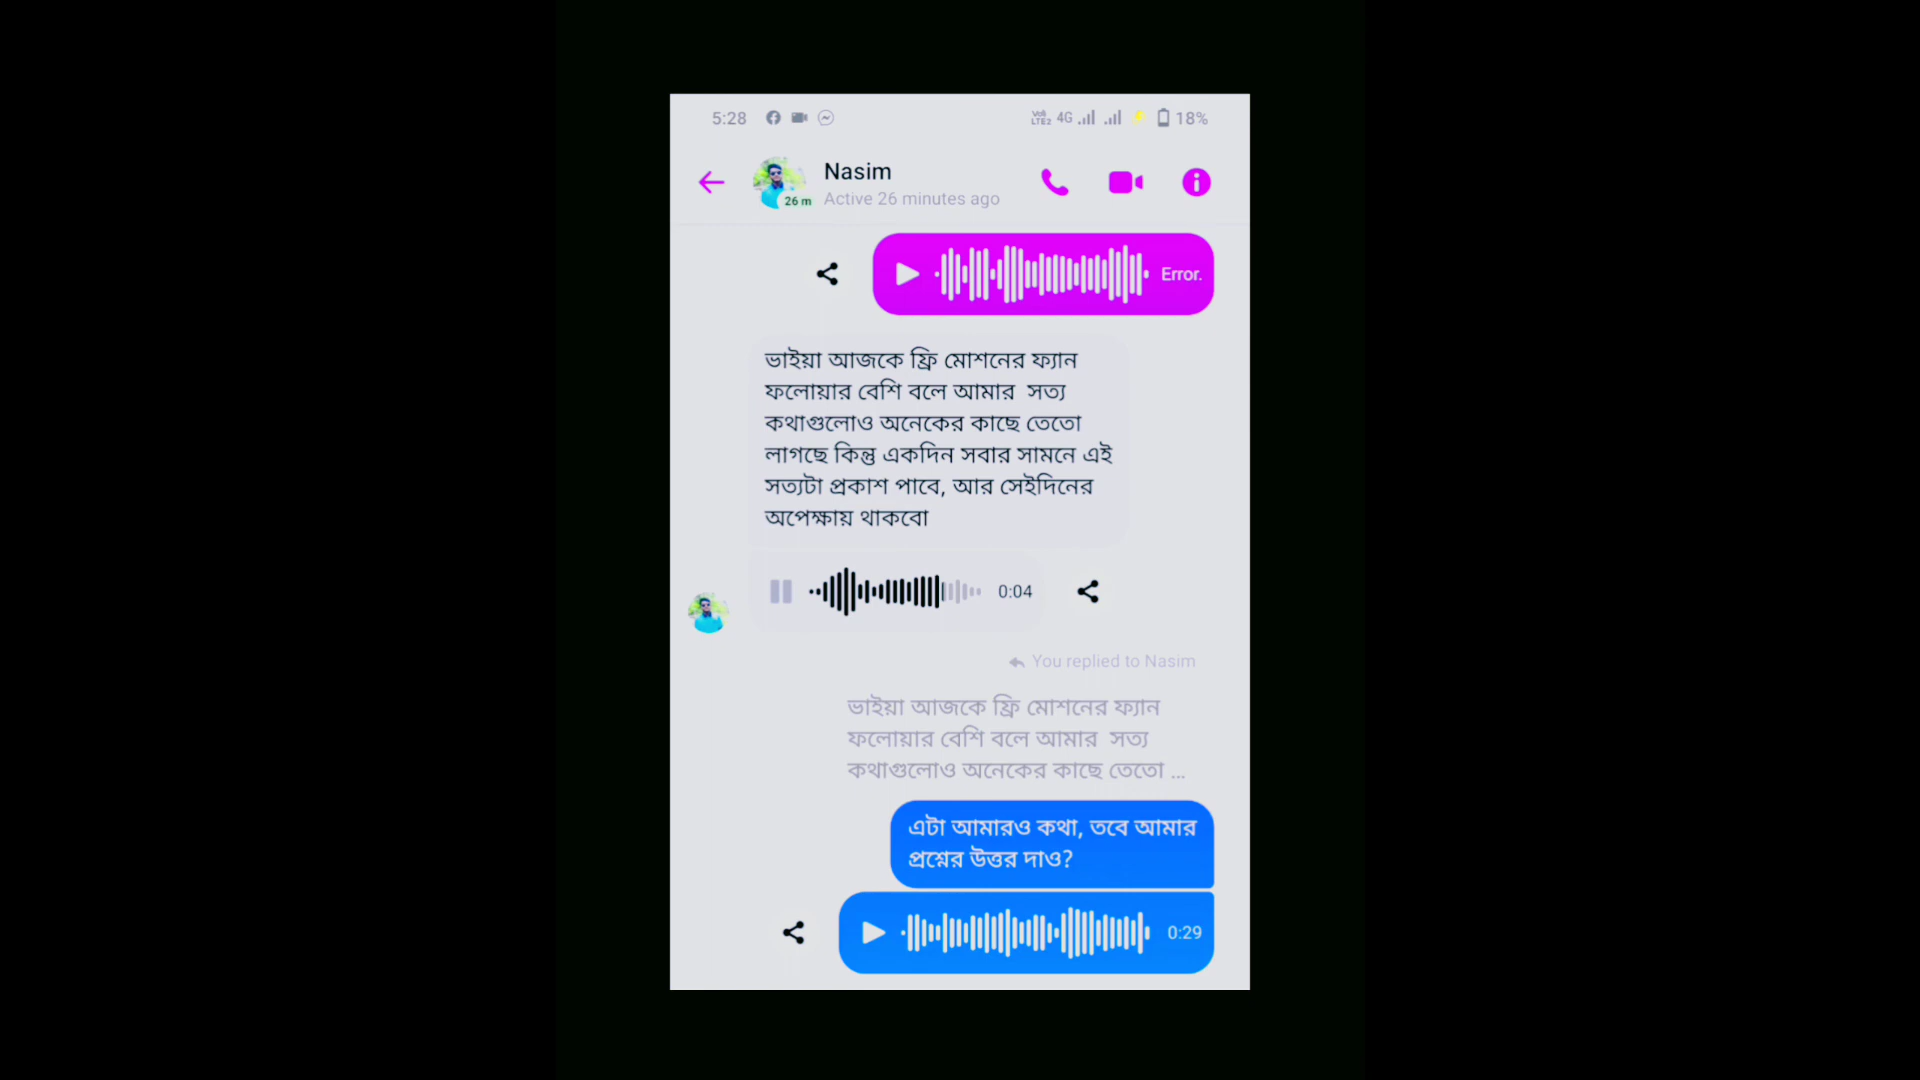 5:28 Vo) LTE2 4G 18%
Nasim
Active 26 minutes ago
26 m
Error.
ভাইয়া আজকে ফ্রি মোশনের ফ্যান
ফলোয়ার বেশি বলে আমার সত্য
কথাগুলোও অনেকের কাছে তেতো
লাগছে কিন্তু একদিন সবার সামনে এই
সত্যটা প্রকাশ পাবে, আর সেইদিনের
অপেক্ষায় থাকবো
0:04
You replied to Nasim
ভাইয়া আজকে ফ্রি মোশনের ফ্যান
ফলোয়ার বেশি বলে আমার সত্য
কথাগুলোও অনেকের কাছে তেতো ...
এটা আমারও কথা, তবে আমার
প্রশ্নের উত্তর দাও?
0:29